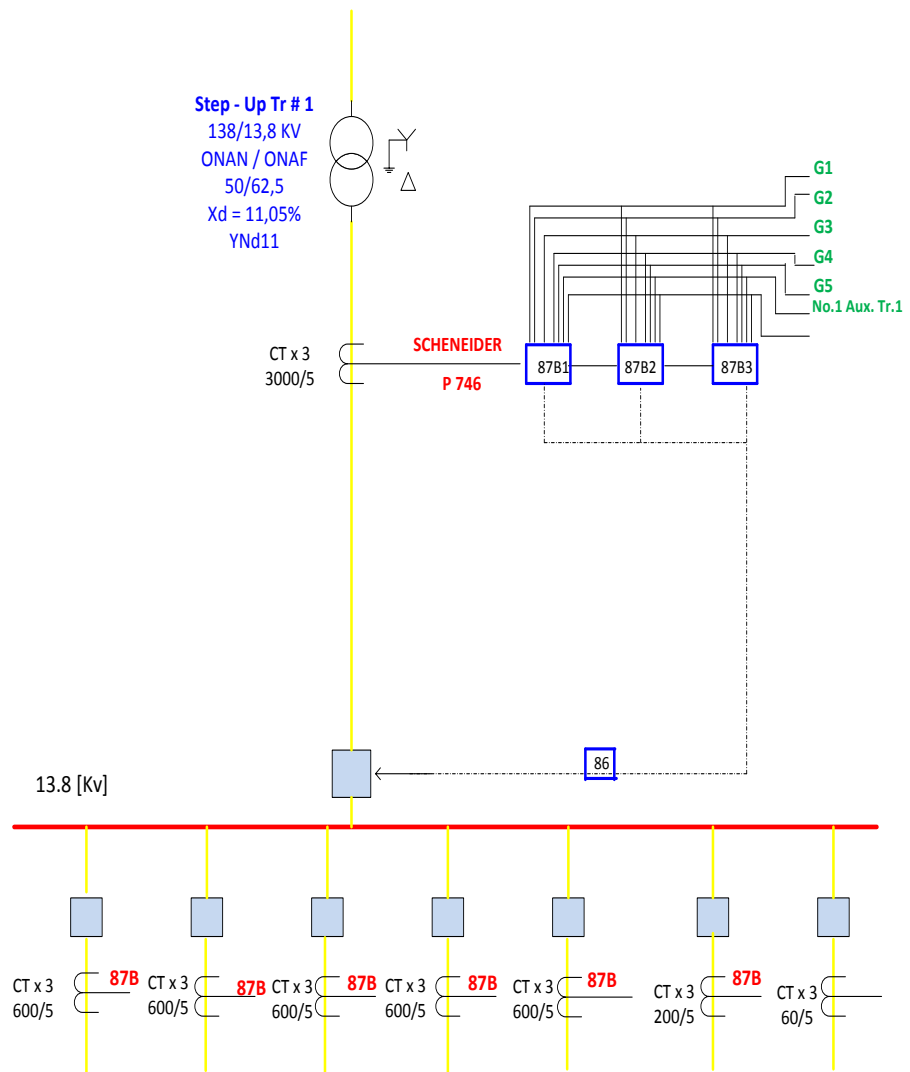 Step - Up Tr # 1
138/13,8 KV
ONAN / ONAF
50/62,5
Xd = 11,05%
YNd11
G1
G2
G3
G4
G5
No.1 Aux. Tr.1
CT x 3
3000/5
SCHENEIDER
P 746
87B1
87B2
87B3
86
13.8 [Kv]
CT x 3
600/5
87B
CT x 3
600/5
87B
CT x 3
600/5
87B
CT x 3
600/5
87B
CT x 3
600/5
87B
CT x 3
200/5
87B
CT x 3
60/5